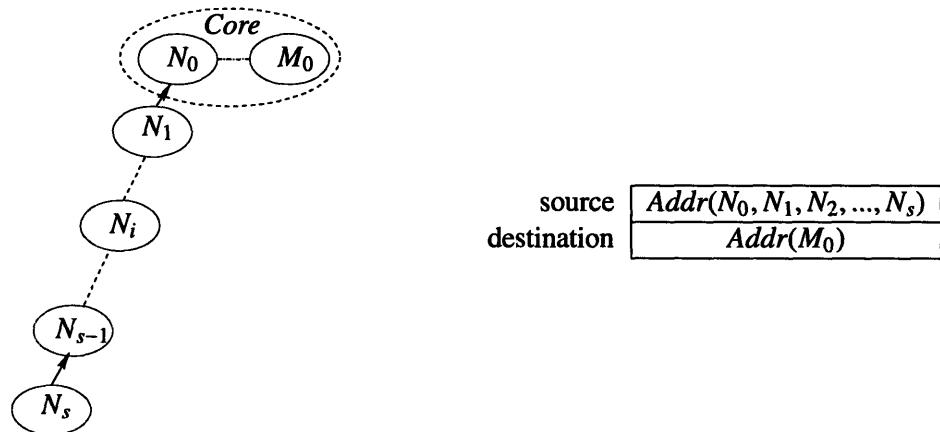 Core
N₀ M₀
N₁
Nᵢ
Nₛ₋₁
Nₛ
source Addr(N₀, N₁, N₂, ..., Nₛ)
destination Addr(M₀)